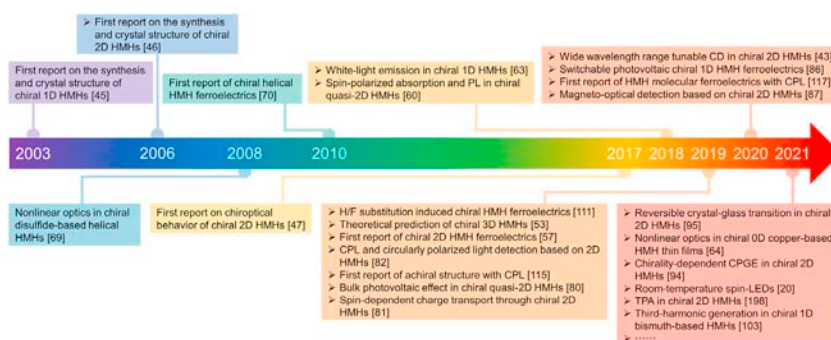 ➢ First report on the synthesis
and crystal structure of chiral
2D HMHs [46]
First report on the synthesis
and crystal structure of
chiral 1D HMHs [45]
First report of chiral helical
HMH ferroelectrics [70]
➢ White-light emission in chiral 1D HMHs [63]
➢ Spin-polarized absorption and PL in chiral
quasi-2D HMHs [60]
➢ Wide wavelength range tunable CD in chiral 2D HMHs [43]
➢ Switchable photovoltaic chiral 1D HMH ferroelectrics [86]
➢ First report of HMH molecular ferroelectrics with CPL [117]
➢ Magneto-optical detection based on chiral 2D HMHs [87]
2003 2006 2008 2010 2017 2018 2019 2020 2021
Nonlinear optics in chiral
disulfide-based helical
HMHs [69]
First report on chiroptical
behavior of chiral 2D HMHs [47]
➢ H/F substitution induced chiral HMH ferroelectrics [111]
➢ Theoretical prediction of chiral 3D HMHs [53]
➢ First report of chiral 2D HMH ferroelectrics [57]
➢ CPL and circularly polarized light detection based on 2D
HMHs [82]
➢ First report of achiral structure with CPL [115]
➢ Bulk photovoltaic effect in chiral quasi-2D HMHs [80]
➢ Spin-dependent charge transport through chiral 2D
HMHs [81]
➢ Reversible crystal-glass transition in chiral
2D HMHs [95]
➢ Nonlinear optics in chiral 0D copper-based
HMH thin films [64]
➢ Chirality-dependent CPGE in chiral 2D
HMHs [94]
➢ Room-temperature spin-LEDs [20]
➢ TPA in chiral 2D HMHs [198]
➢ Third-harmonic generation in chiral 1D
bismuth-based HMHs [103]
➢ ······